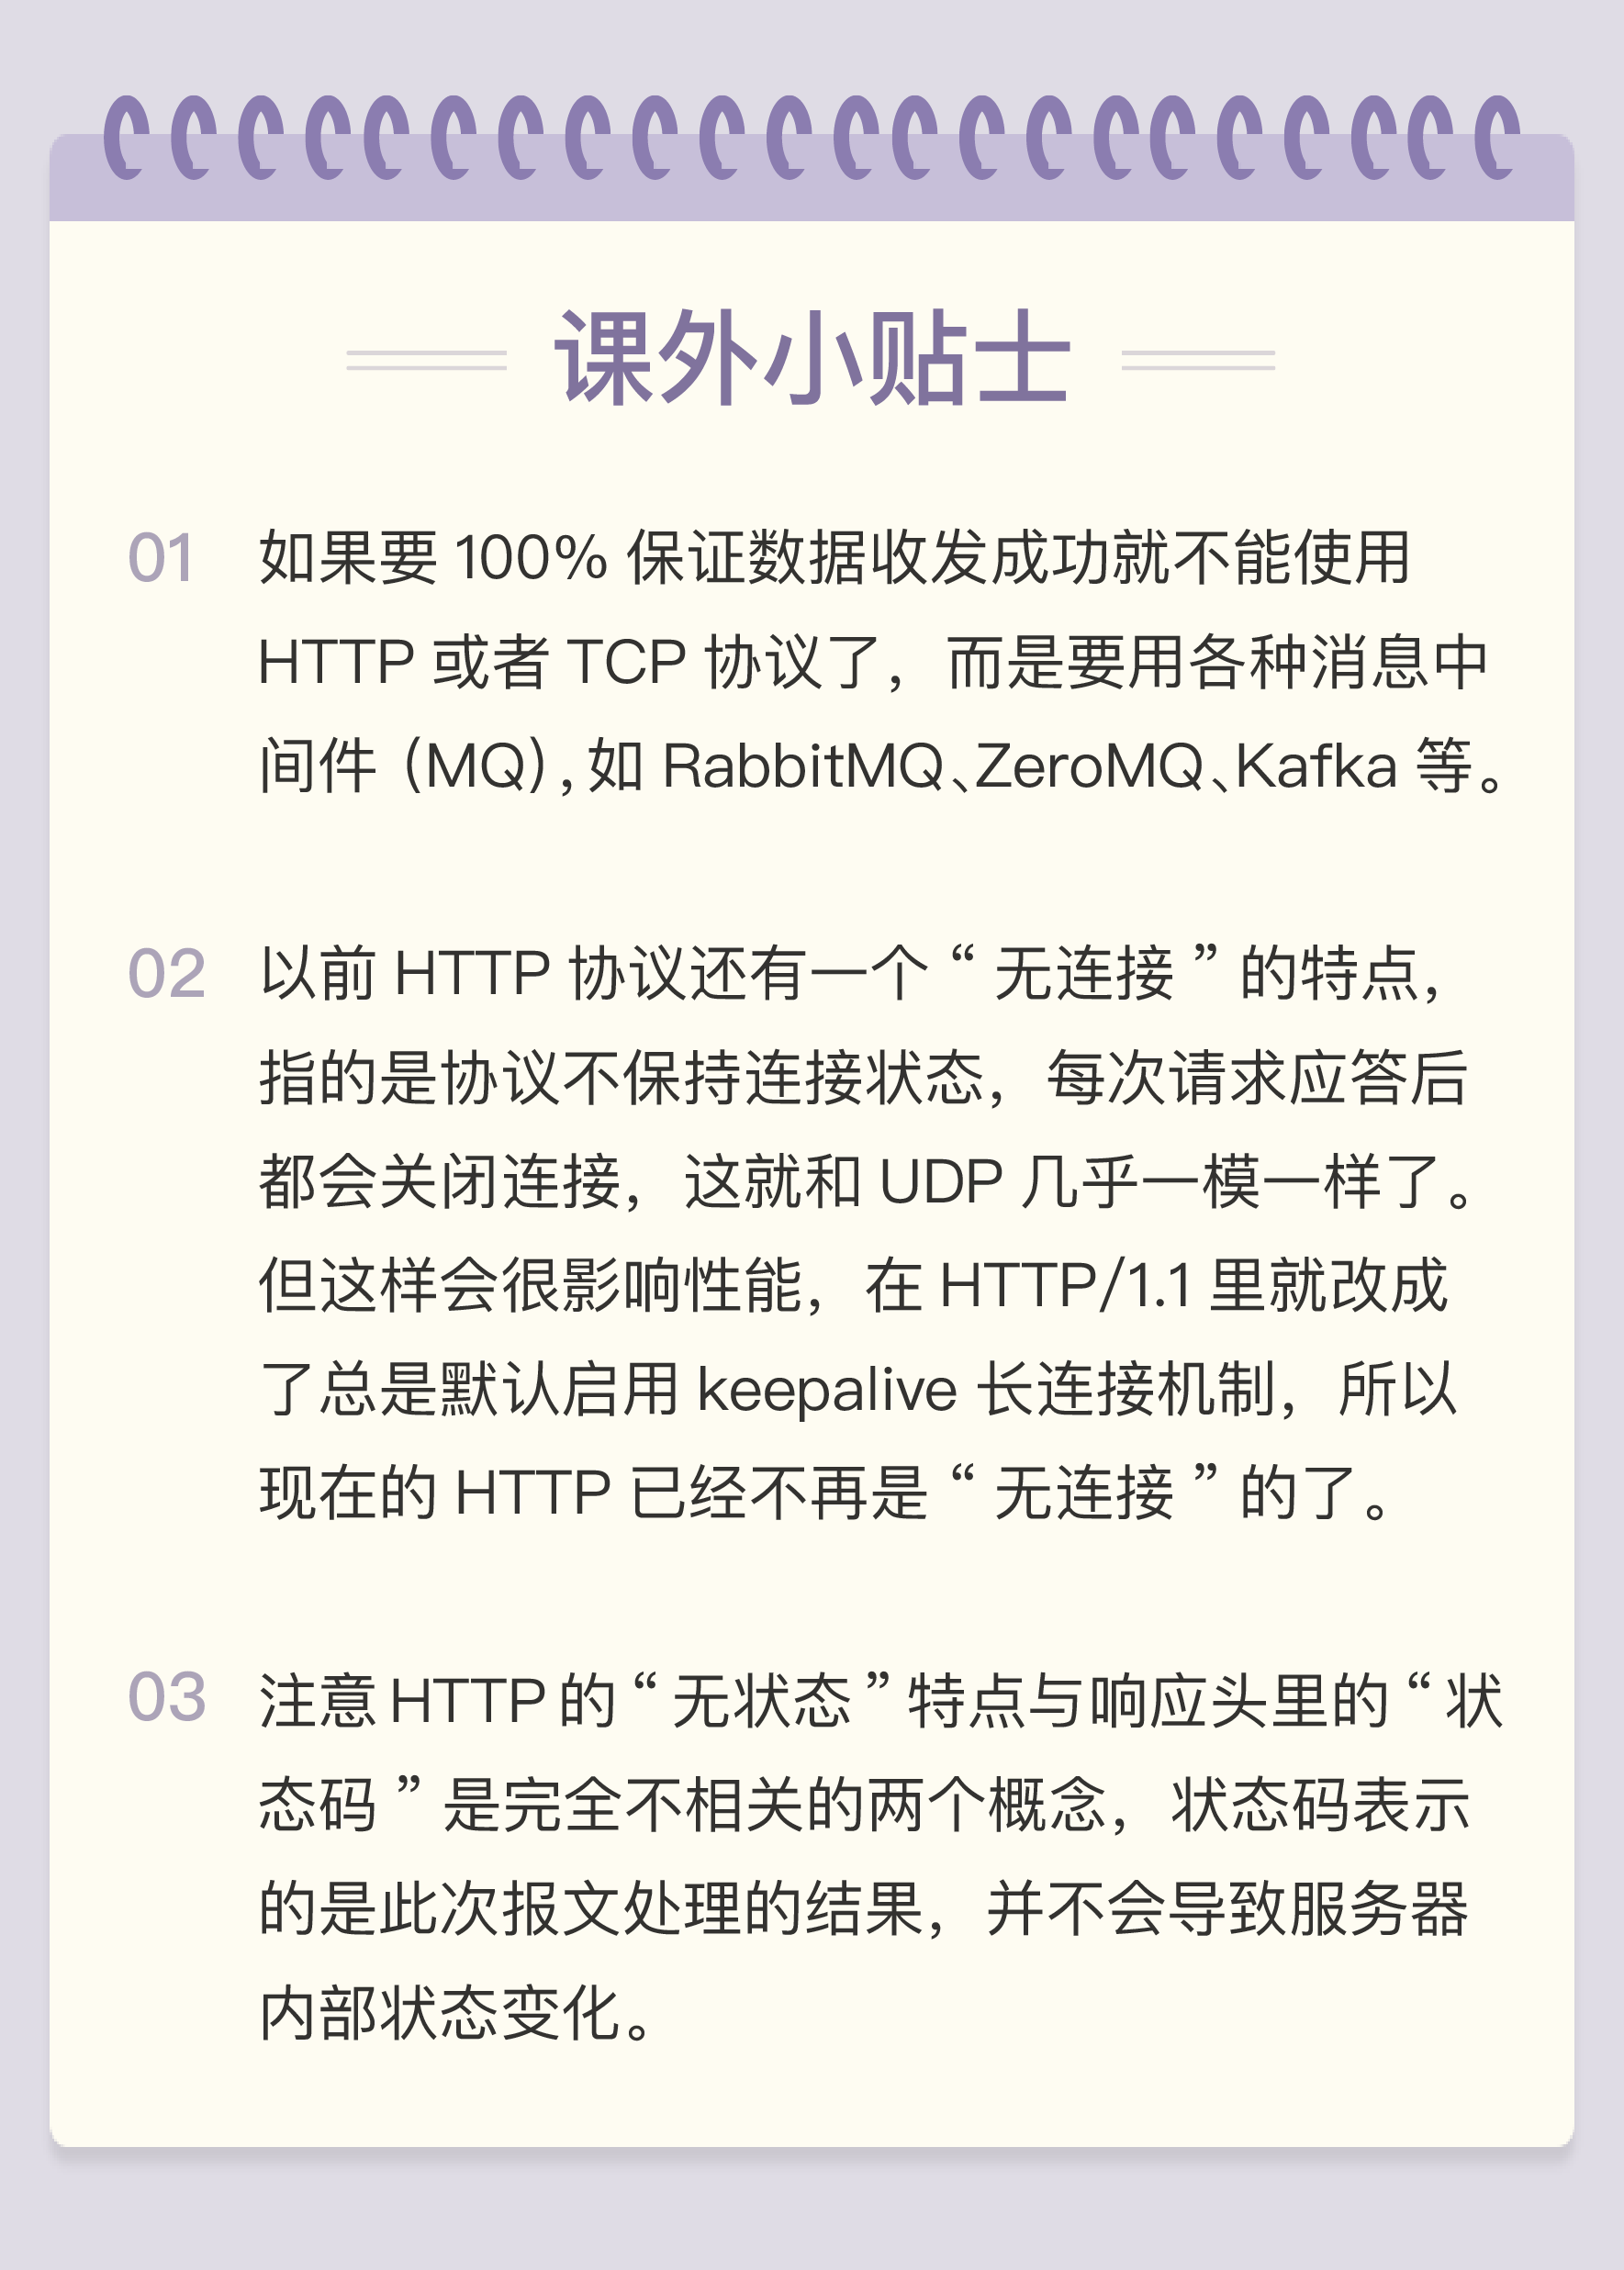 课外小贴士
01 如果要 100% 保证数据收发成功就不能使用
HTTP 或者 TCP 协议了，而是要用各种消息中
间件（MQ），如 RabbitMQ、ZeroMQ、Kafka 等。
02 以前 HTTP 协议还有一个“无连接”的特点，
指的是协议不保持连接状态，每次请求应答后
都会关闭连接，这就和 UDP 几乎一模一样了。
但这样会很影响性能，在 HTTP/1.1 里就改成
了总是默认启用 keepalive 长连接机制，所以
现在的 HTTP 已经不再是“无连接”的了。
03 注意 HTTP 的“无状态”特点与响应头里的“状
态码”是完全不相关的两个概念，状态码表示
的是此次报文处理的结果，并不会导致服务器
内部状态变化。